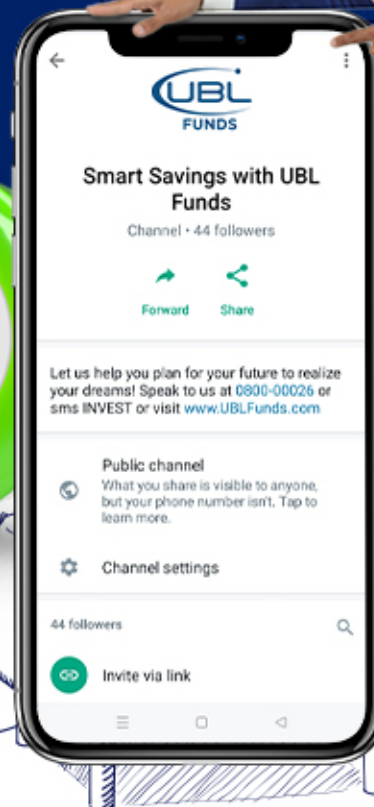 UBL
FUNDS
Smart Savings with UBL
Funds
Channel • 44 followers
Forward Share
Let us help you plan for your future to realize
your dreams! Speak to us at 0800-00026 or
sms INVEST or visit www.UBLFunds.com
Public channel
What you share is visible to anyone,
but your phone number isn't. Tap to
learn more.
Channel settings
44 followers
Invite via link